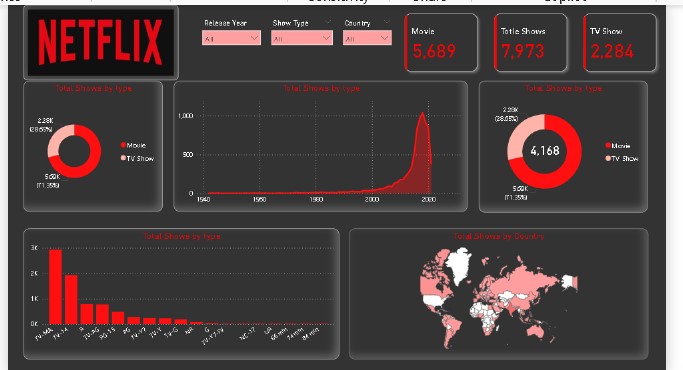 NETFLIX
Release Year
All
Show Type
All
Country
All
Movie
5,689
Totle Shows
7,973
TV Show
2,284
Total Shows by type
2.28K
(28.65%)
Movie
TV Show
5.69K
(71.35%)
Total Shows by type
1,000
500
0
1940
1960
1980
2000
2020
Total Shows by type
2.28K
(28.65%)
4,168
Movie
TV Show
5.69K
(71.35%)
Total Shows by type
3K
2K
1K
0K
TV-MA
TV-14
R
TV-PG
PG-13
PG
TV-Y7
TV-Y
TV-G
NR
G
TV-Y7-FV
NC-17
UR
66 min
74 min
84 min
Total Shows by Country